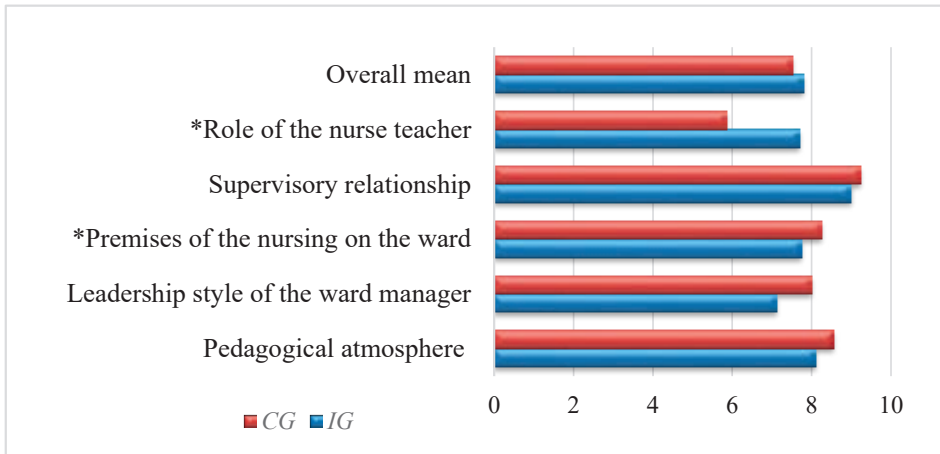 Overall mean
*Role of the nurse teacher
Supervisory relationship
*Premises of the nursing on the ward
Leadership style of the ward manager
Pedagogical atmosphere
0 2 4 6 8 10
CG IG